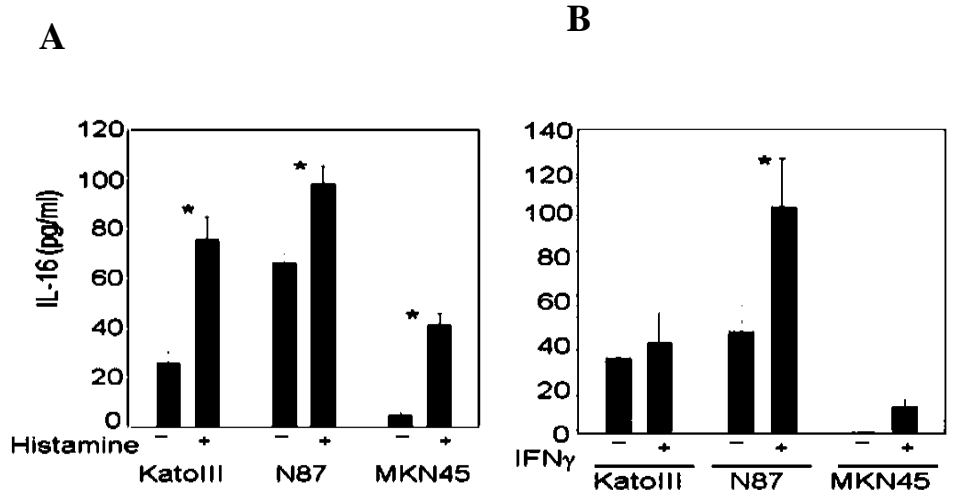 A
B
IL-16 (pg/ml)
120
100
80
60
40
20
0
* * *
Histamine − + − + − +
KatoIII N87 MKN45
140
120
100
80
60
40
20
0
*
IFNγ − + − + − +
KatoIII N87 MKN45